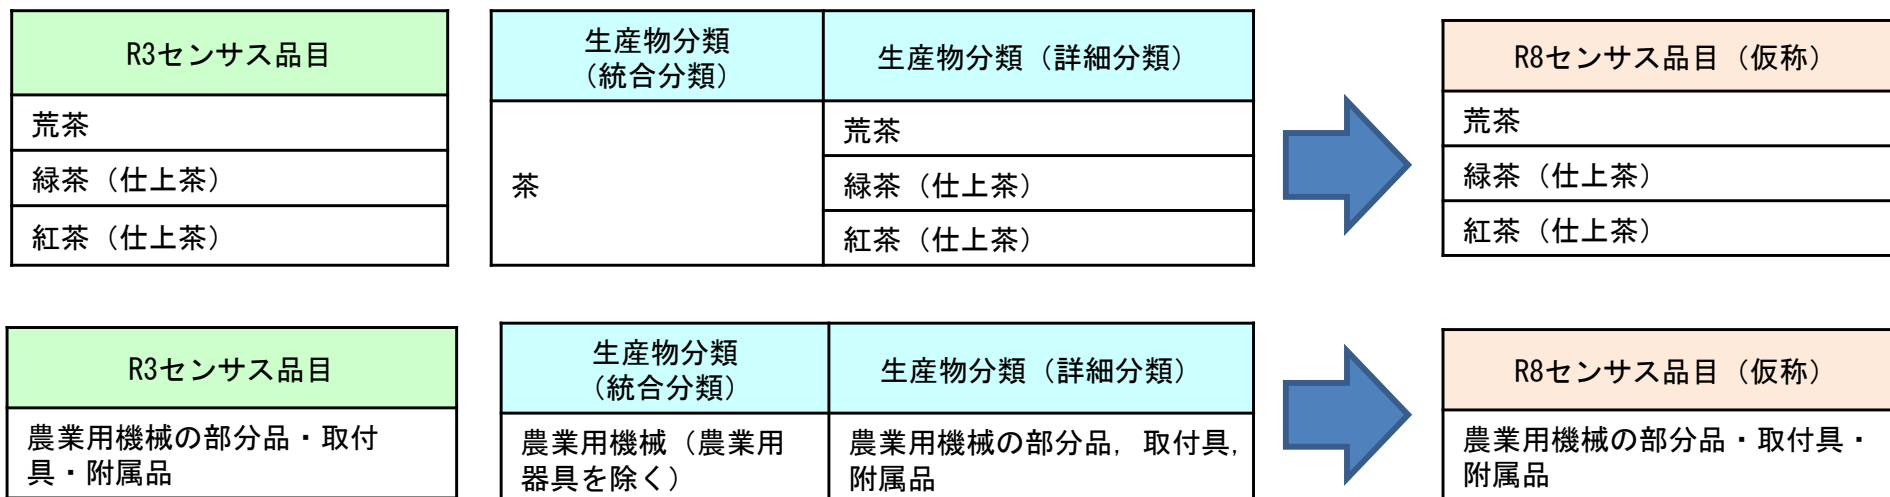 R3センサス品目
荒茶
緑茶（仕上茶）
紅茶（仕上茶）
生産物分類
（統合分類）
生産物分類（詳細分類）
茶
荒茶
緑茶（仕上茶）
紅茶（仕上茶）
R8センサス品目（仮称）
荒茶
緑茶（仕上茶）
紅茶（仕上茶）
R3センサス品目
農業用機械の部分品・取付
具・附属品
生産物分類
（統合分類）
生産物分類（詳細分類）
農業用機械（農業用
器具を除く）
農業用機械の部分品，取付具，
附属品
R8センサス品目（仮称）
農業用機械の部分品・取付具・
附属品